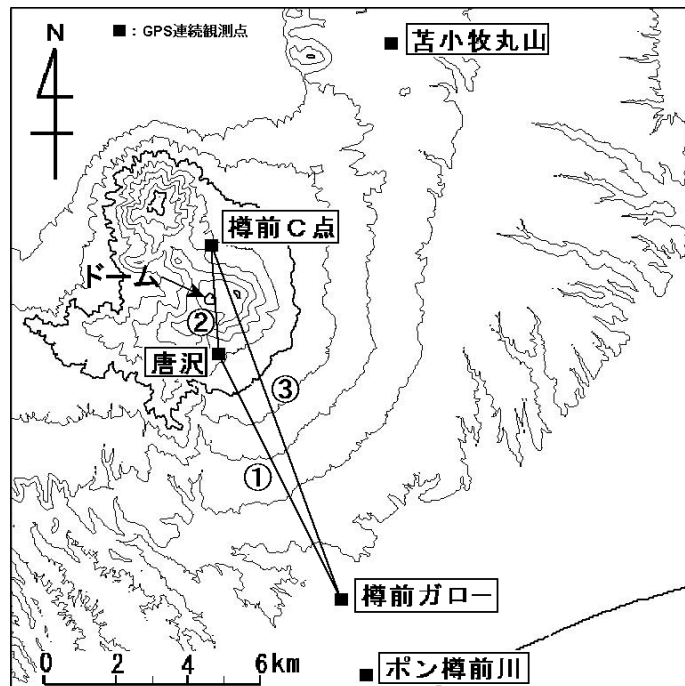 N
■：GPS連続観測点
苫小牧丸山
樽前C点
ドーム
②
唐沢
③
①
樽前ガロー
0 2 4 6km
ポン樽前川